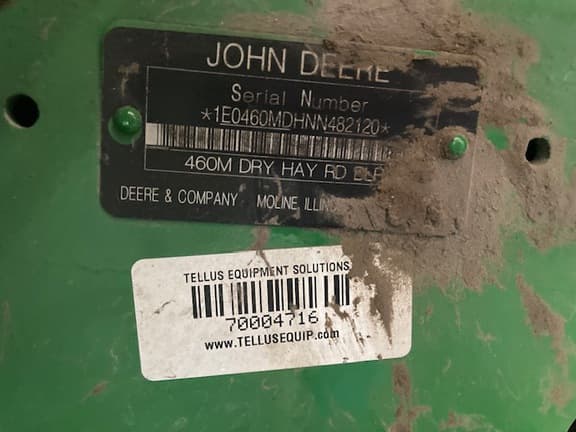 JOHN DEERE
Serial Number
*1E0460MDHNN482120*
460M DRY HAY RD
DEERE & COMPANY MOLINE,
TELLUS EQUIPMENT SOLUTIONS
70004716
www.TELLUSEQUIP.com